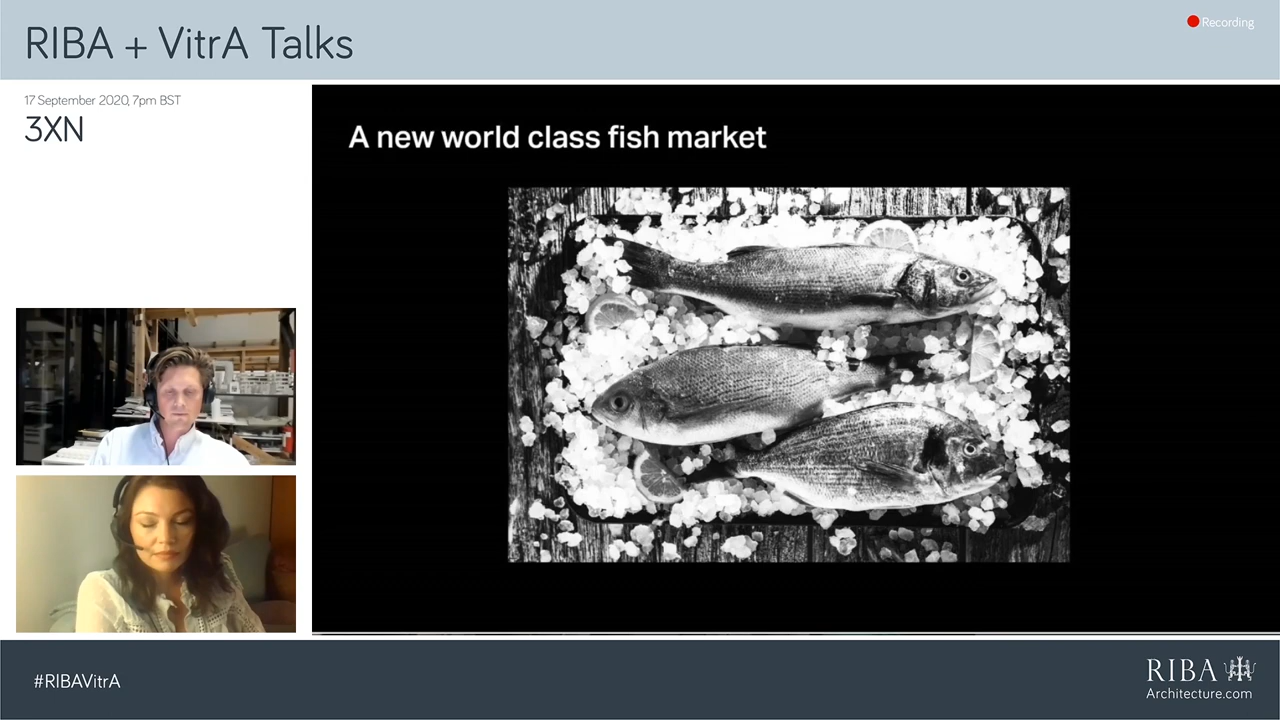 RIBA + VitrA Talks
Recording
17 September 2020, 7pm BST
3XN
A new world class fish market
#RIBAVitrA
RIBA
Architecture.com